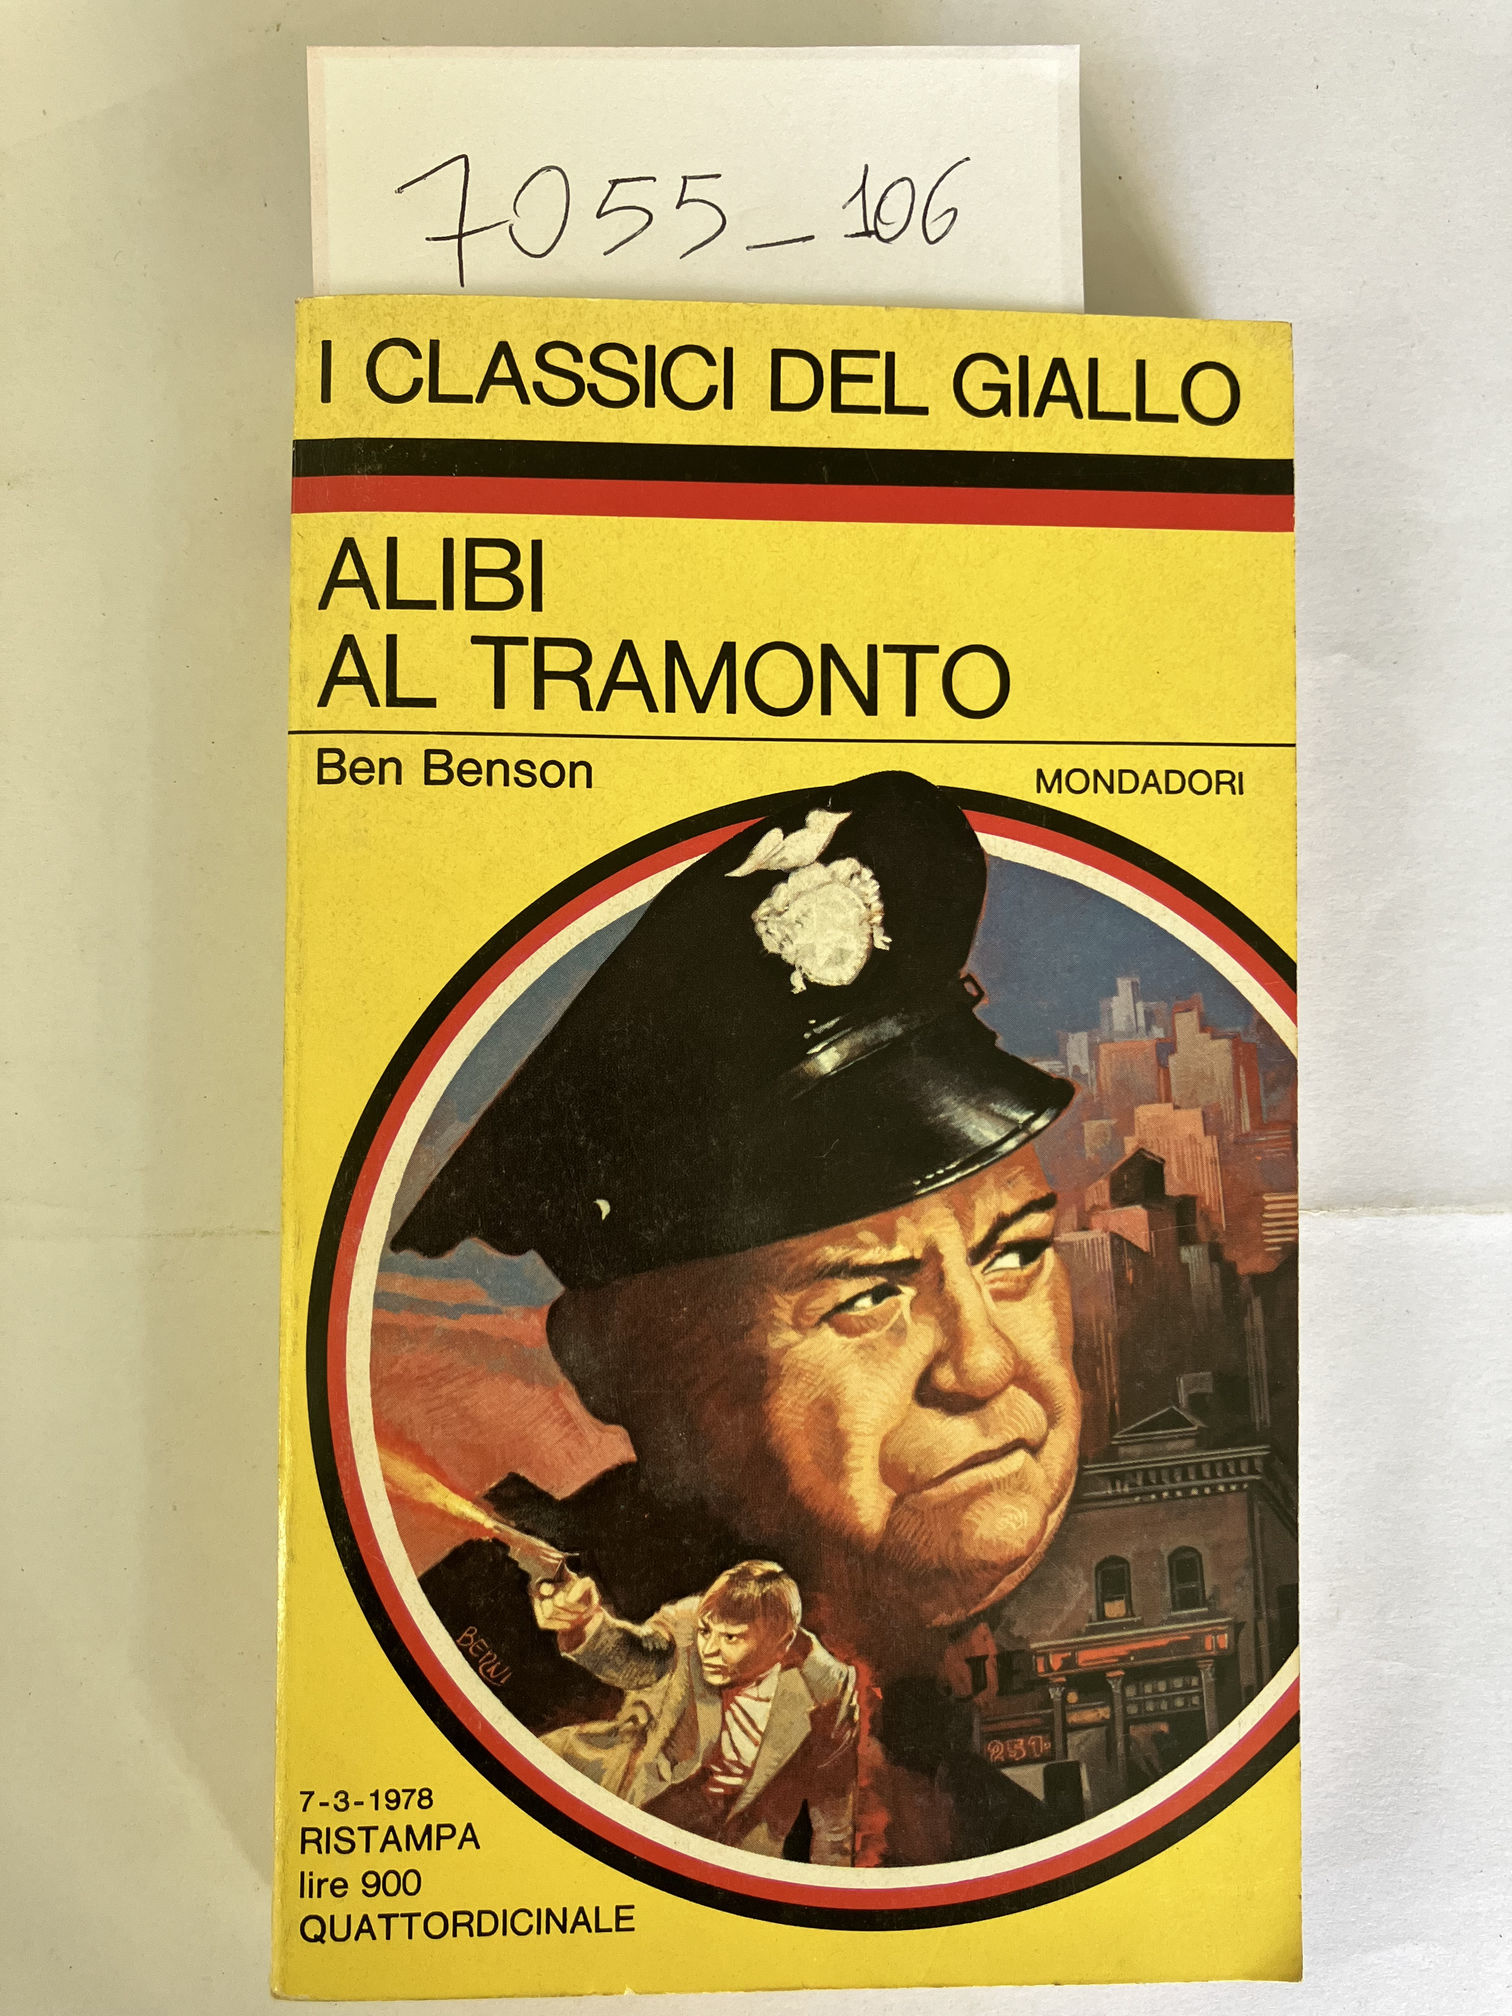 7055_106
I CLASSICI DEL GIALLO
ALIBI
AL TRAMONTO
Ben Benson
MONDADORI
BERNI
251
7-3-1978
RISTAMPA
lire 900
QUATTORDICINALE